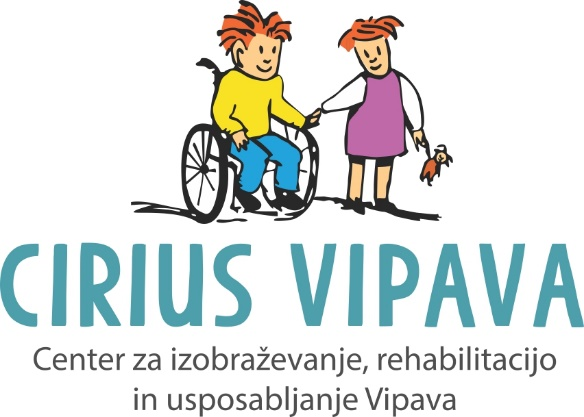 CIRIUS VIPAVA
Center za izobraževanje, rehabilitacijo
in usposabljanje Vipava